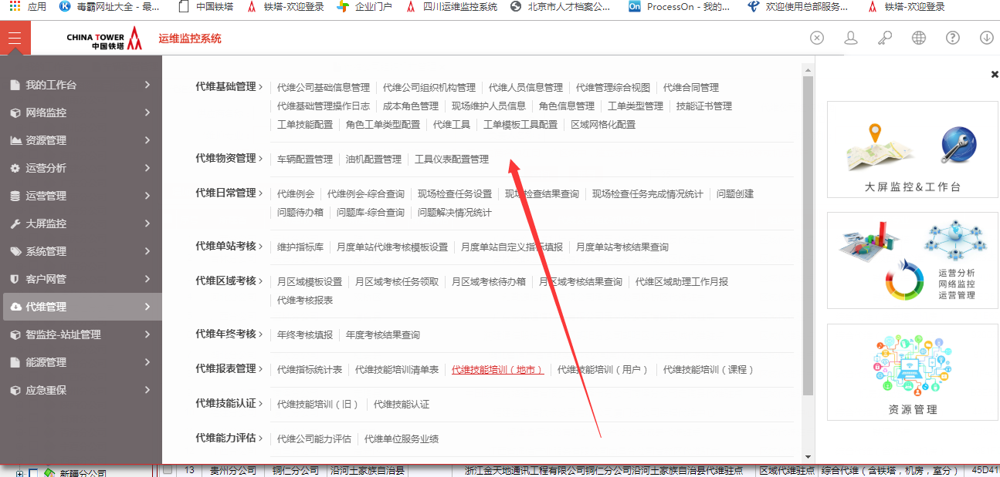 应用 毒霸网址大全 - 最... 中国铁塔 铁塔-欢迎登录 企业门户 四川运维监控系统 北京市人才档案公... On ProcessOn - 我的... 欢迎使用总部服务... 铁塔-欢迎登录
CHINA TOWER
中国铁塔
运维监控系统
我的工作台
网络监控
资源管理
运营分析
运营管理
大屏监控
系统管理
客户网管
代维管理
智监控-站址管理
能源管理
应急重保
代维基础管理 代维公司基础信息管理 代维公司组织机构管理 代维人员信息管理 代维管理综合视图 代维合同管理
代维基础管理操作日志 成本角色管理 现场维护人员信息 角色信息管理 工单类型管理 技能证书管理
工单技能配置 角色工单类型配置 代维工具 工单模板工具配置 区域网格化配置
代维物资管理 车辆配置管理 油机配置管理 工具仪表配置管理
代维日常管理 代维例会 代维例会-综合查询 现场检查任务设置 现场检查结果查询 现场检查任务完成情况统计 问题创建
问题待办箱 问题库-综合查询 问题解决情况统计
代维单站考核 维护指标库 月度单站代维考核模板设置 月度单站自定义指标填报 月度单站考核结果查询
代维区域考核 月区域模板设置 月区域考核任务领取 月区域考核待办箱 月区域考核结果查询 代维区域助理工作月报
代维考核报表
代维年终考核 年终考核填报 年度考核结果查询
代维报表管理 代维指标统计表 代维技能培训清单表 代维技能培训（地市） 代维技能培训（用户） 代维技能培训（课程）
代维技能认证 代维技能培训（旧） 代维技能认证
代维能力评估 代维公司能力评估 代维单位服务业绩
大屏监控&工作台
运营分析
网络监控
运营管理
资源管理
新疆分公司 13 贵州分公司 铜仁分公司 沿河土家族自治县 浙江金天地通讯工程有限公司铜仁分公司沿河土家族自治县代维驻点 区域代维驻点 综合代维（含铁塔，机房，室分） 45D41